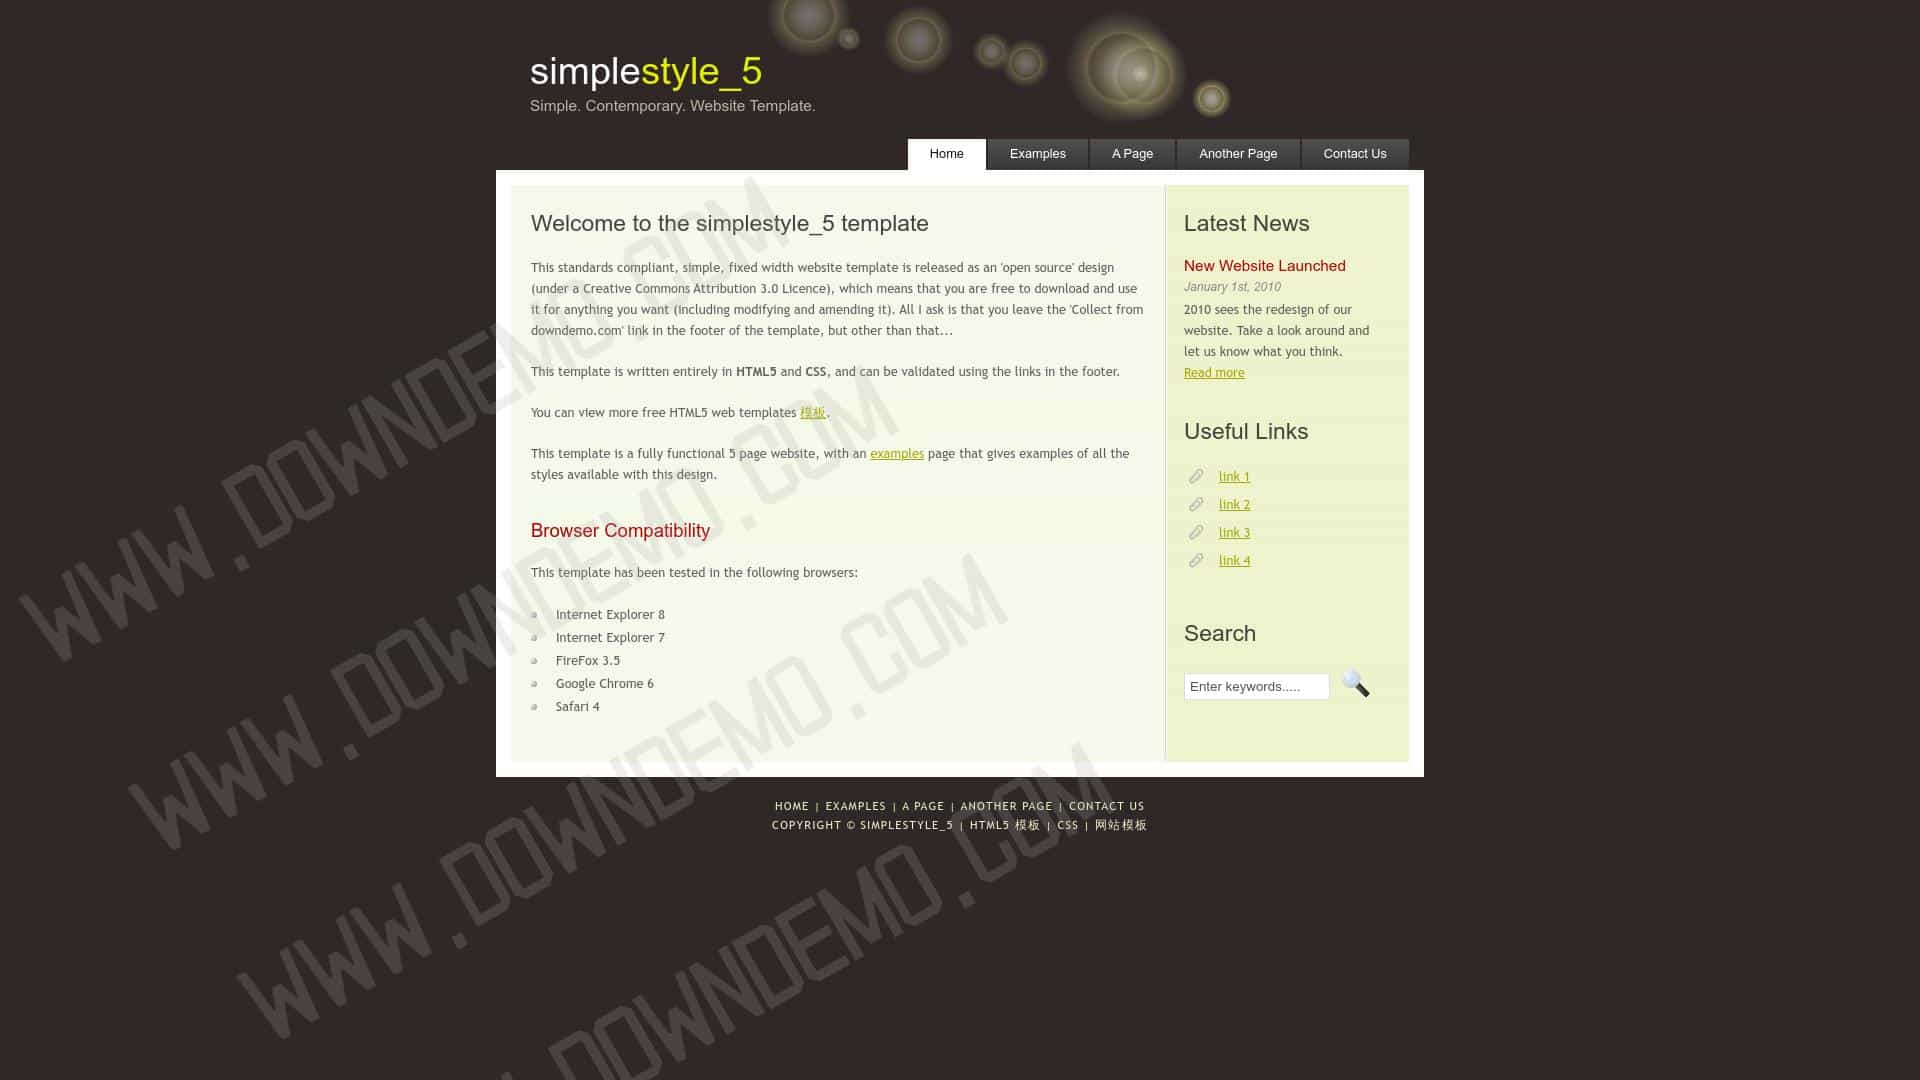 simplestyle_5
Simple. Contemporary. Website Template.
Home
Examples
A Page
Another Page
Contact Us
Welcome to the simplestyle_5 template
This standards compliant, simple, fixed width website template is released as an 'open source' design
(under a Creative Commons Attribution 3.0 Licence), which means that you are free to download and use
it for anything you want (including modifying and amending it). All I ask is that you leave the 'Collect from
downdemo.com' link in the footer of the template, but other than that...
This template is written entirely in HTML5 and CSS, and can be validated using the links in the footer.
You can view more free HTML5 web templates 模板.
This template is a fully functional 5 page website, with an examples page that gives examples of all the
styles available with this design.
Browser Compatibility
This template has been tested in the following browsers:
Internet Explorer 8
Internet Explorer 7
FireFox 3.5
Google Chrome 6
Safari 4
Latest News
New Website Launched
January 1st, 2010
2010 sees the redesign of our
website. Take a look around and
let us know what you think.
Read more
Useful Links
link 1
link 2
link 3
link 4
Search
Enter keywords.....
HOME | EXAMPLES | A PAGE | ANOTHER PAGE | CONTACT US
COPYRIGHT © SIMPLESTYLE_5 | HTML5 模板 | CSS | 网站模板
WWW.DOWNDEMO.COM
WWW.DOWNDEMO.COM
WWW.DOWNDEMO.COM
.DOWNDEMO.COM